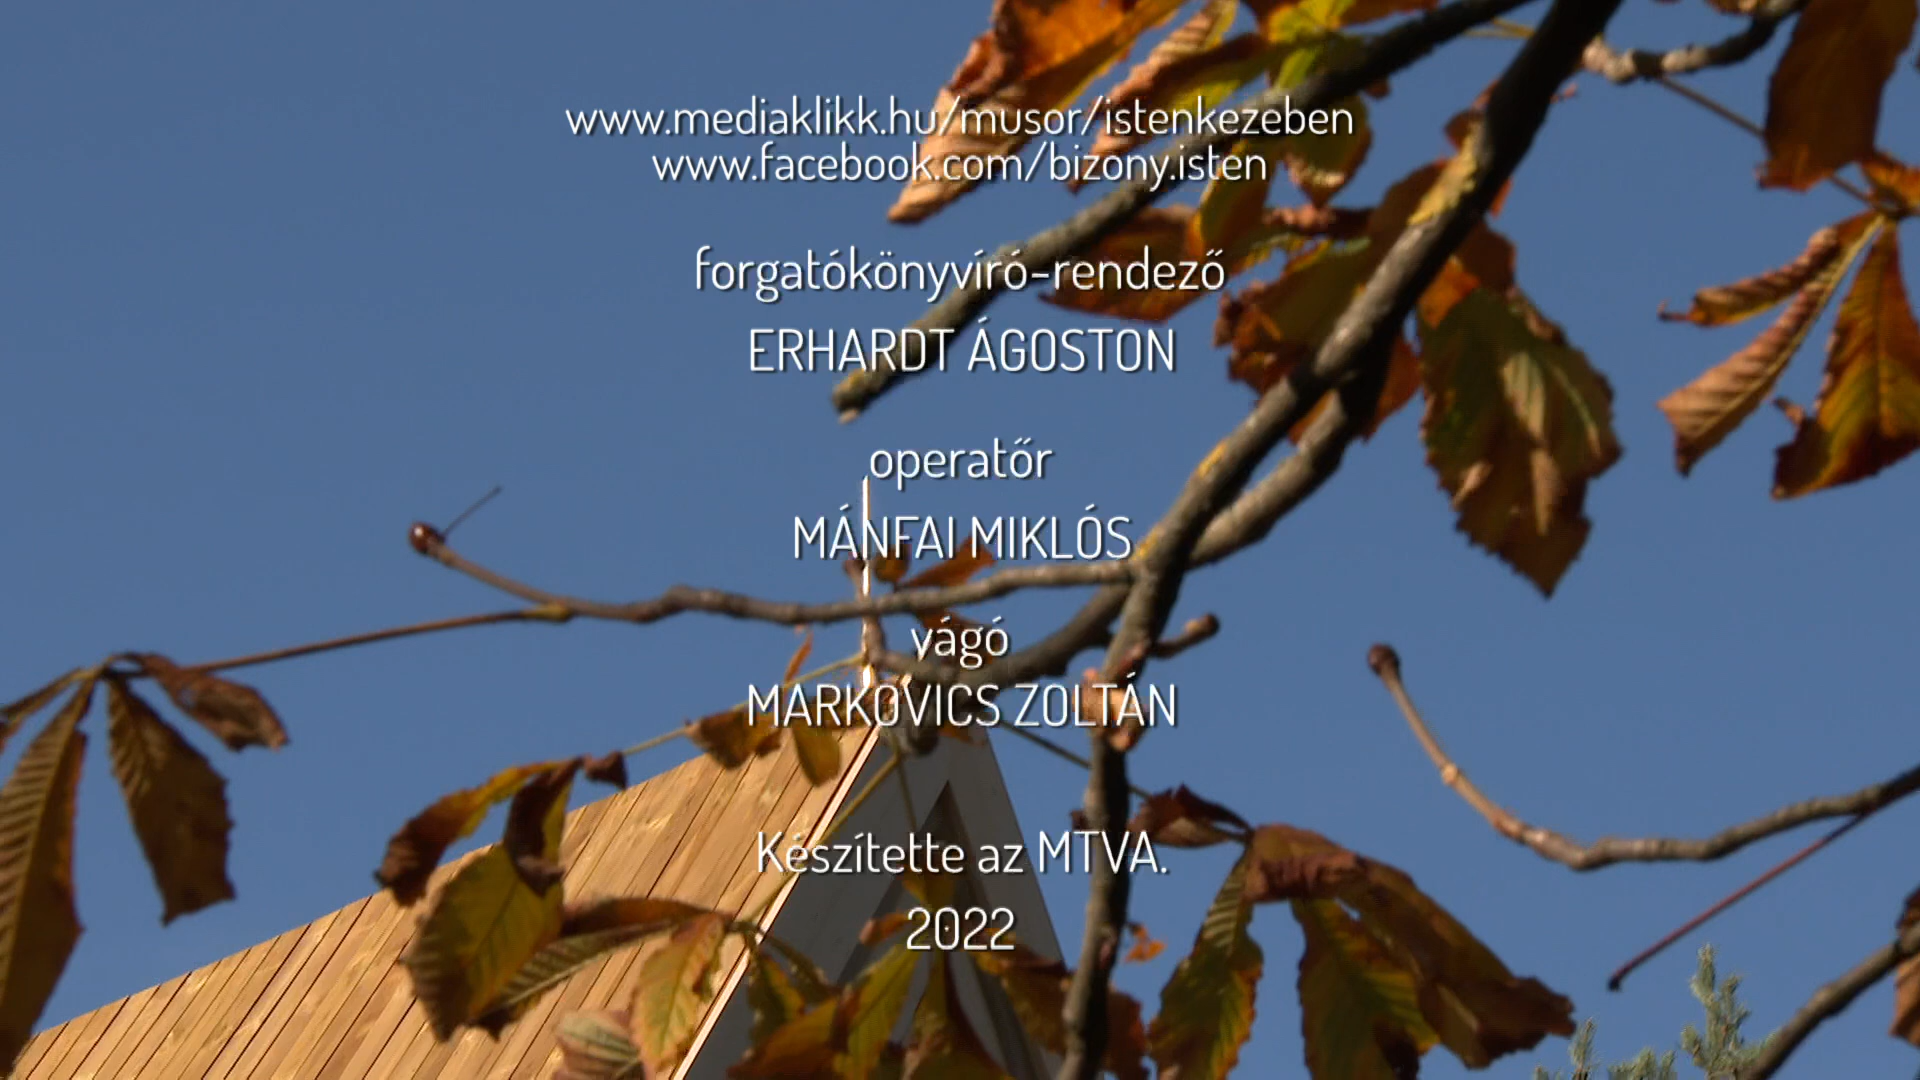 www.mediaklikk.hu/musor/istenkezeben
www.facebook.com/bizony.isten
forgatókönyvíró-rendező
ERHARDT ÁGOSTON
operatőr
MÁNFAI MIKLÓS
vágó
MARKOVICS ZOLTÁN
Készítette az MTVA.
2022